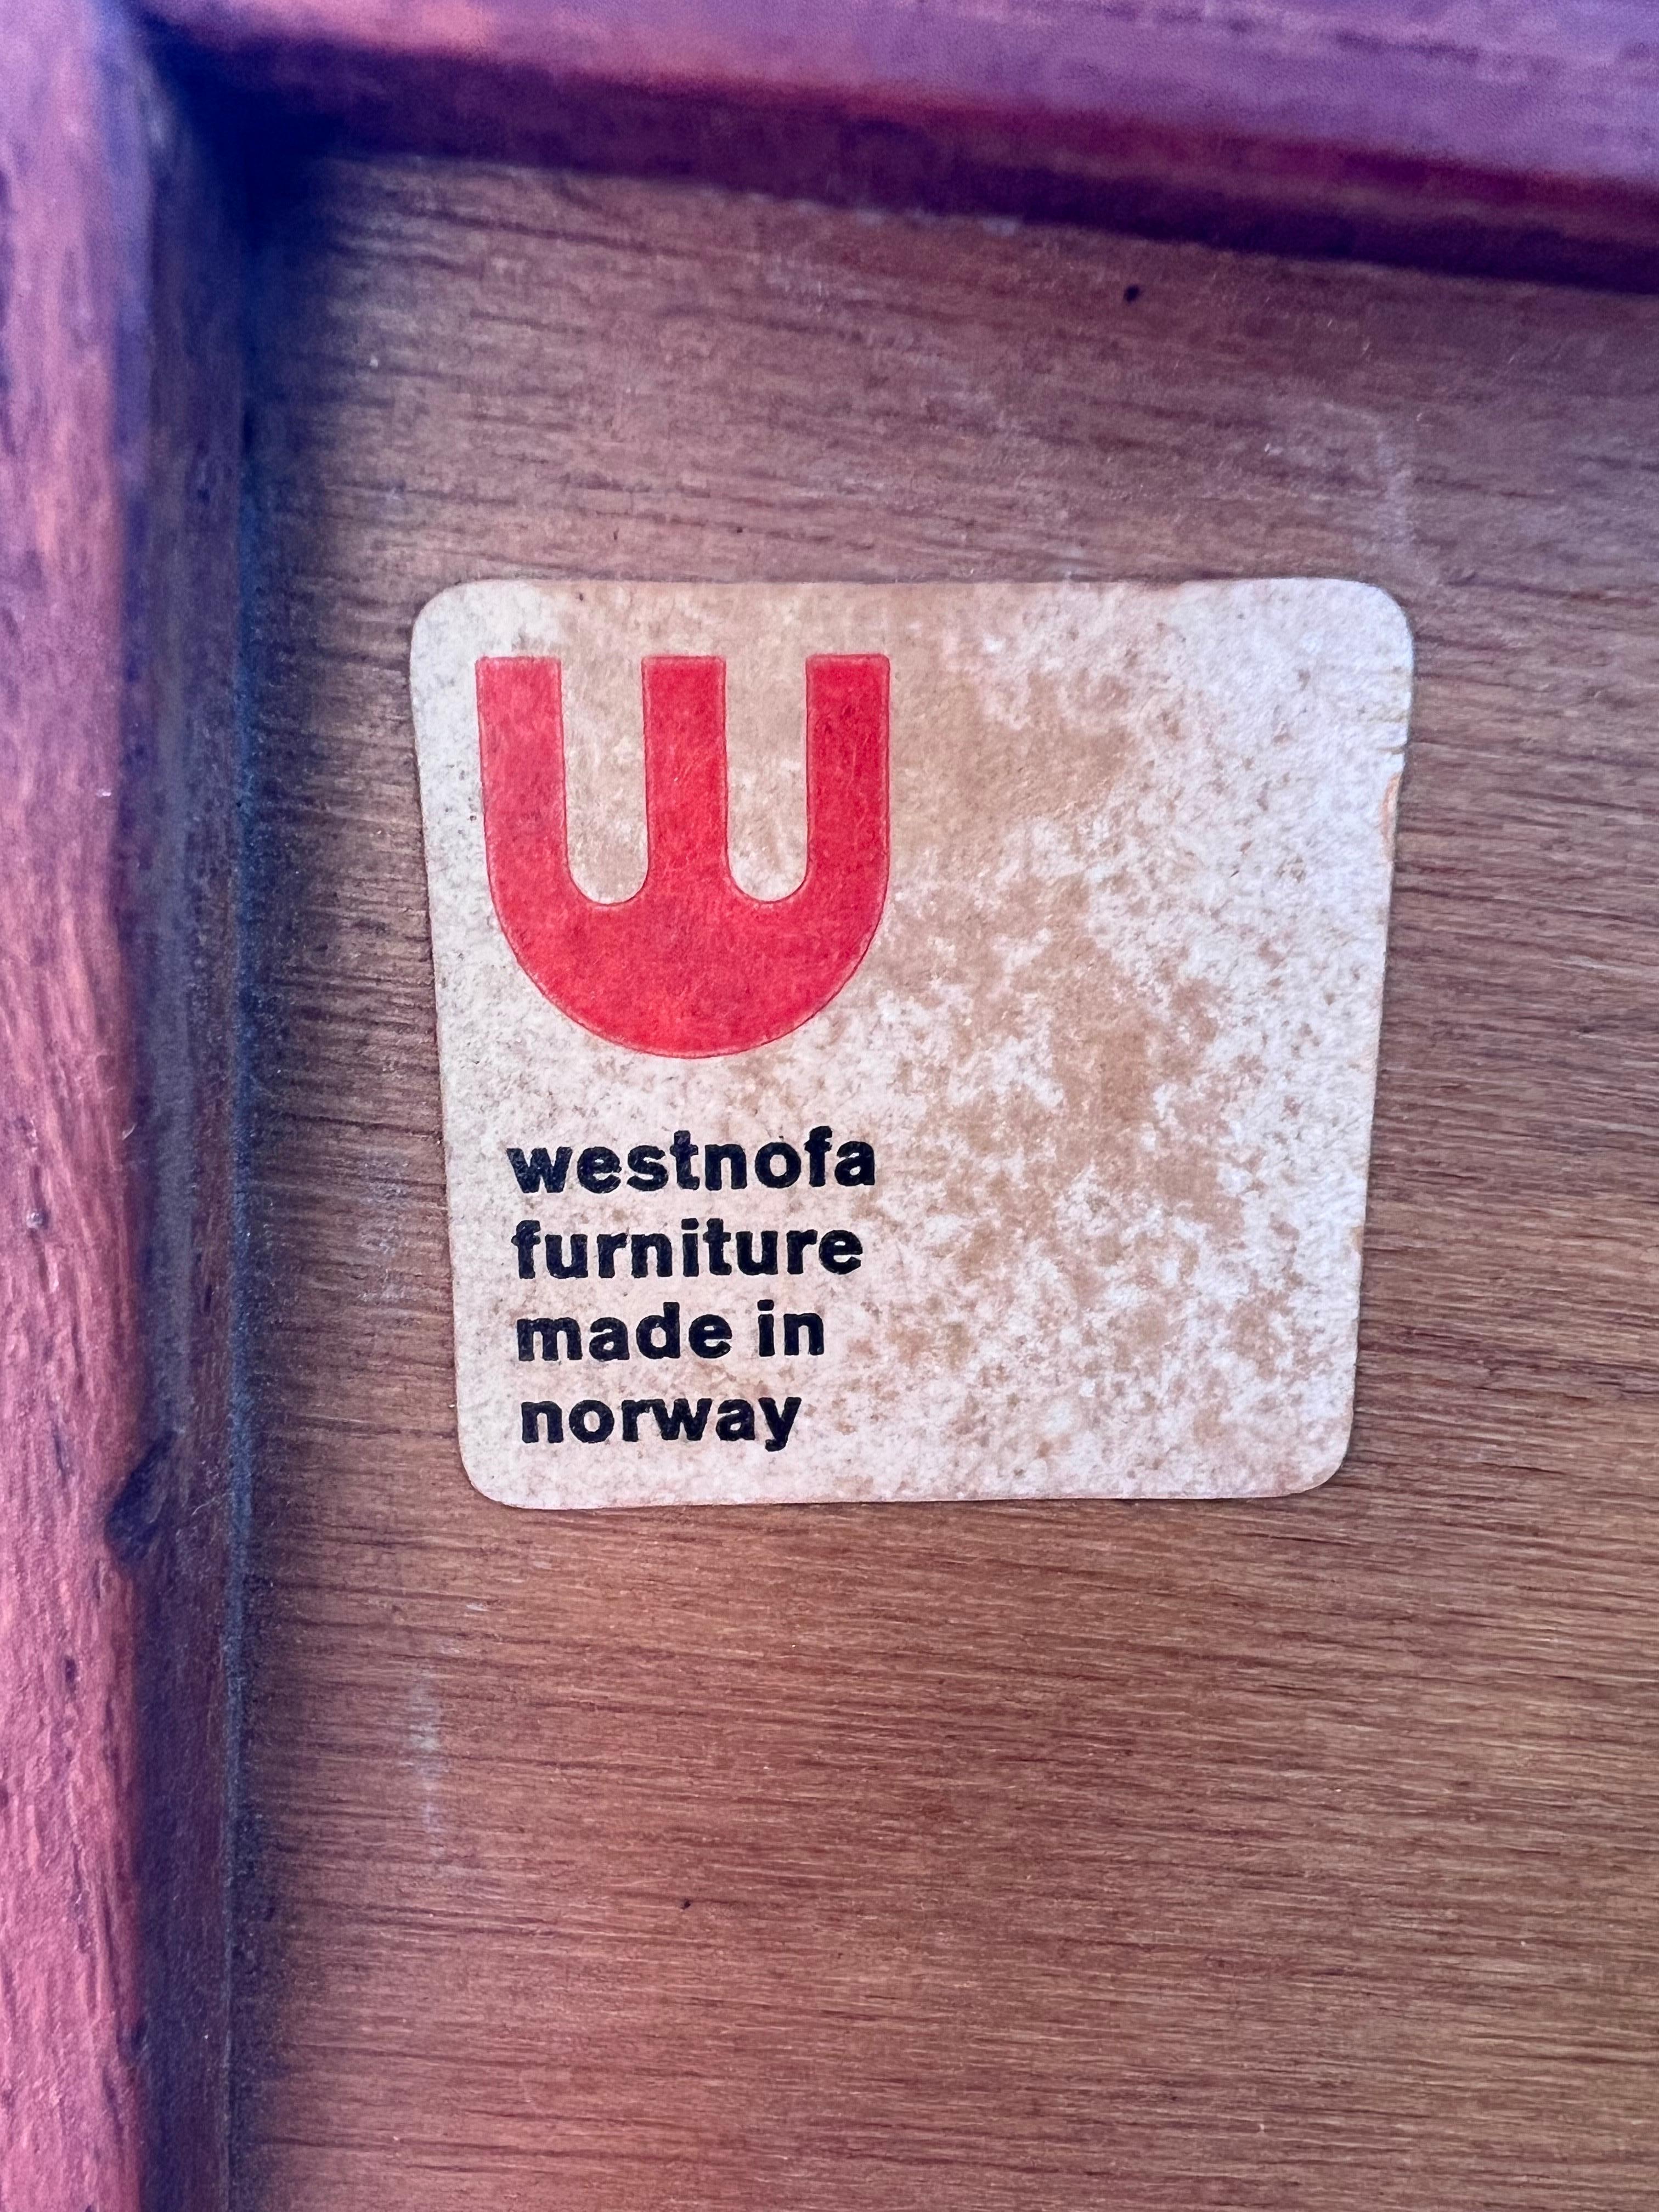 w
westnofa
furniture
made in
norway